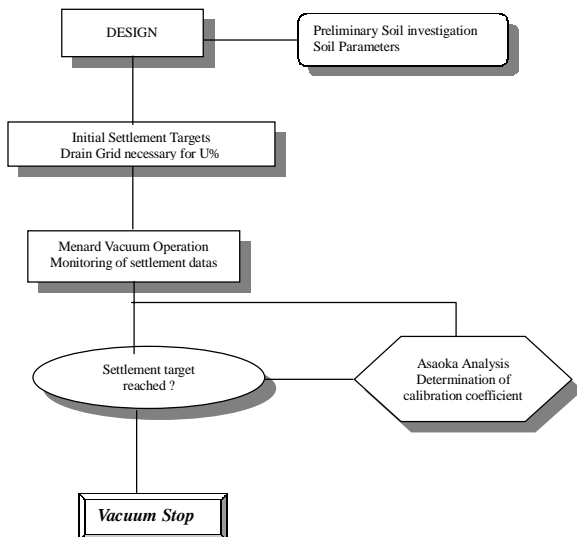 DESIGN
Preliminary Soil investigation
Soil Parameters
Initial Settlement Targets
Drain Grid necessary for U%
Menard Vacuum Operation
Monitoring of settlement datas
Settlement target
reached ?
Asaoka Analysis
Determination of
calibration coefficient
Vacuum Stop